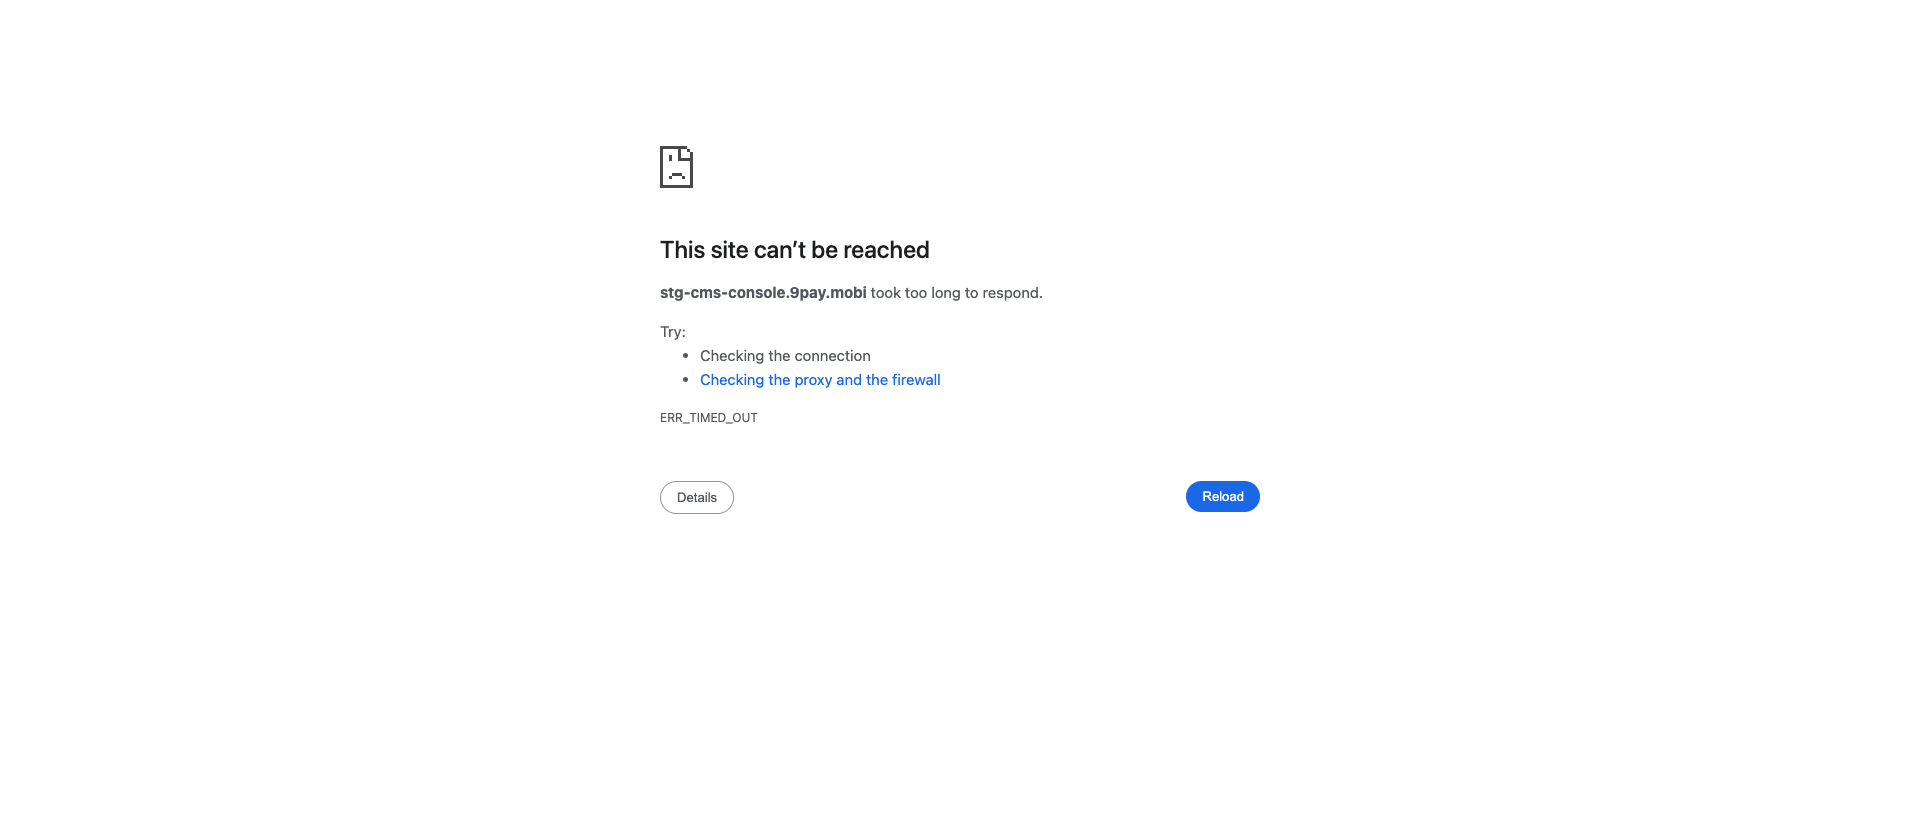 This site can’t be reached
stg-cms-console.9pay.mobi took too long to respond.
Try:
• Checking the connection
• Checking the proxy and the firewall
ERR_TIMED_OUT
Details
Reload